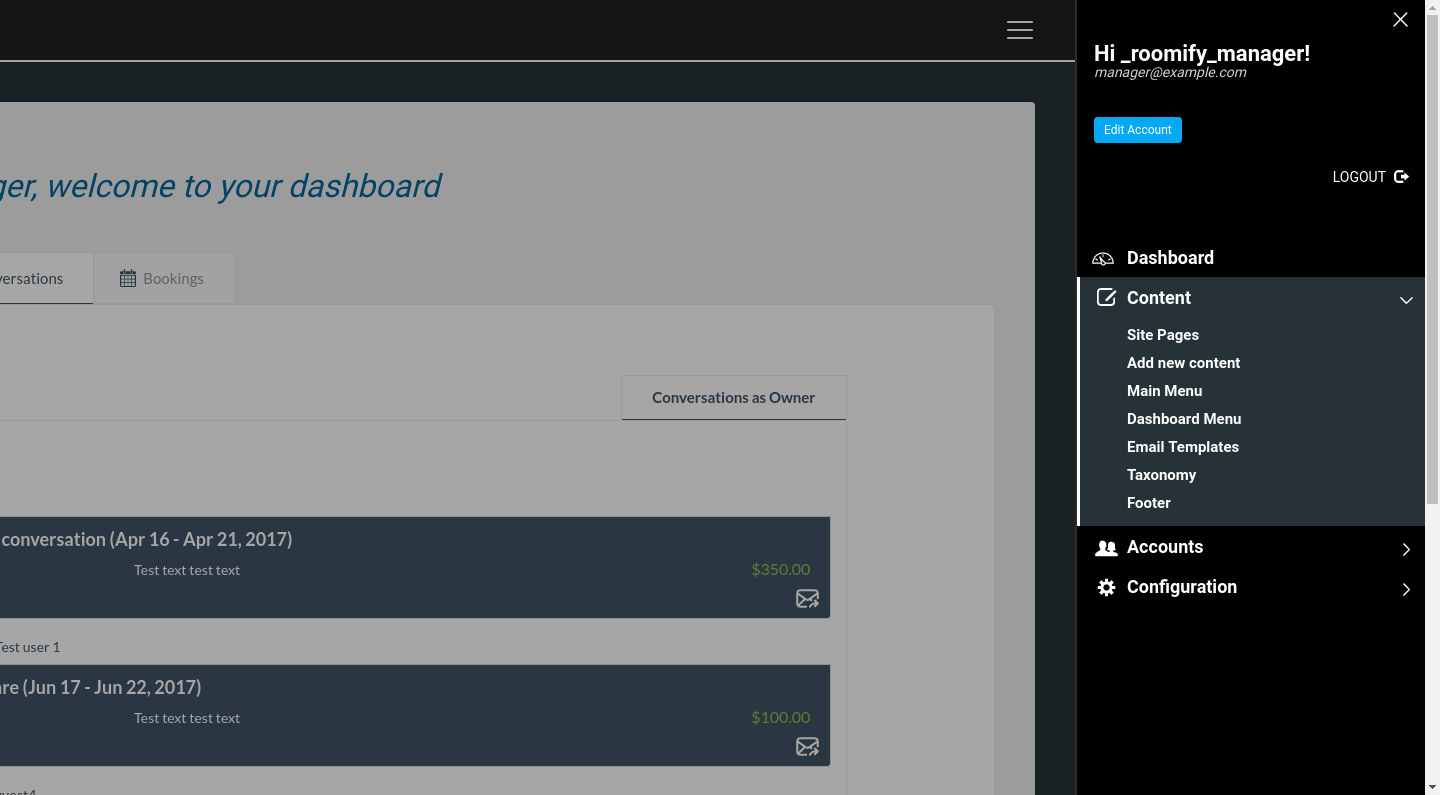 Hi _roomify_manager!
manager@example.com
Edit Account
LOGOUT
Dashboard
Content
Site Pages
Add new content
Main Menu
Dashboard Menu
Email Templates
Taxonomy
Footer
Accounts
Configuration
welcome to your dashboard
Bookings
Conversations as Owner
conversation (Apr 16 - Apr 21, 2017)
Test text test text
$350.00
Test user 1
(Jun 17 - Jun 22, 2017)
Test text test text
$100.00